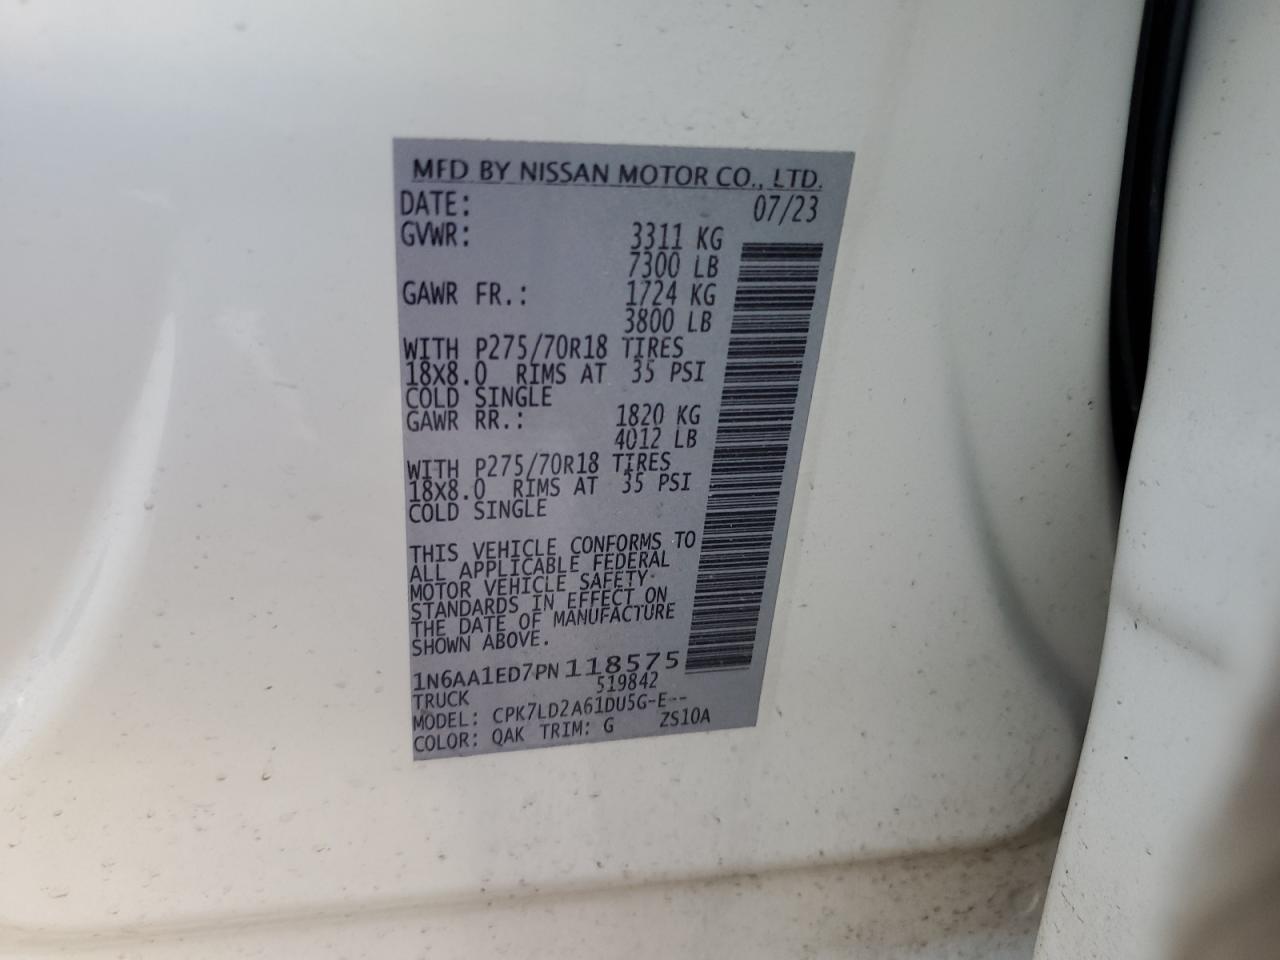 MFD BY NISSAN MOTOR CO., LTD.
DATE: 07/23
GVWR: 3311 KG
7300 LB
GAWR FR.: 1724 KG
3800 LB
WITH P275/70R18 TIRES
18X8.0 RIMS AT 35 PSI
COLD SINGLE
GAWR RR.: 1820 KG
4012 LB
WITH P275/70R18 TIRES
18X8.0 RIMS AT 35 PSI
COLD SINGLE
THIS VEHICLE CONFORMS TO
ALL APPLICABLE FEDERAL
MOTOR VEHICLE SAFETY
STANDARDS IN EFFECT ON
THE DATE OF MANUFACTURE
SHOWN ABOVE.
1N6AA1ED7PN118575
TRUCK 519842
MODEL: CPK7LD2A61DU5G-E--
COLOR: QAK TRIM: G ZS10A